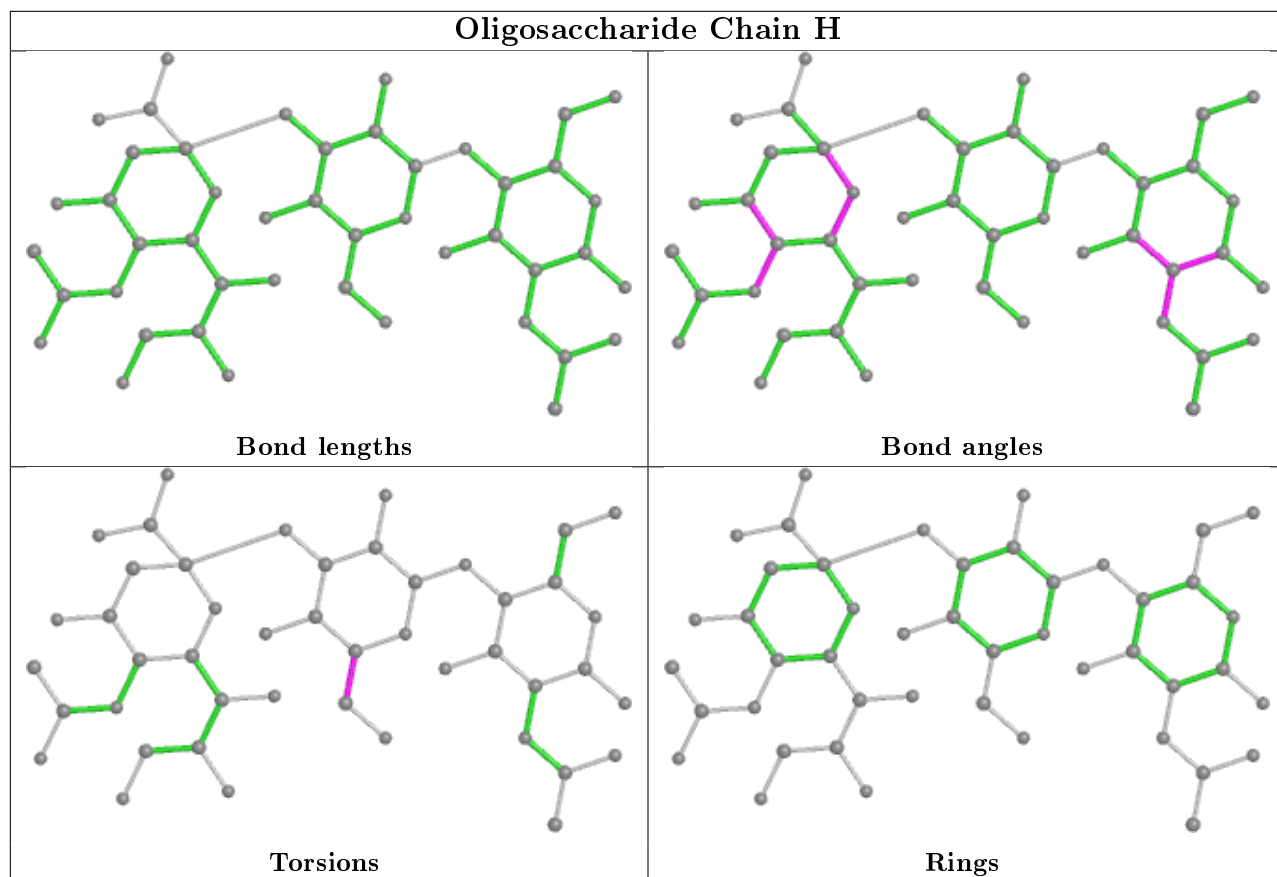 Oligosaccharide Chain H
Bond lengths
Bond angles
Torsions
Rings